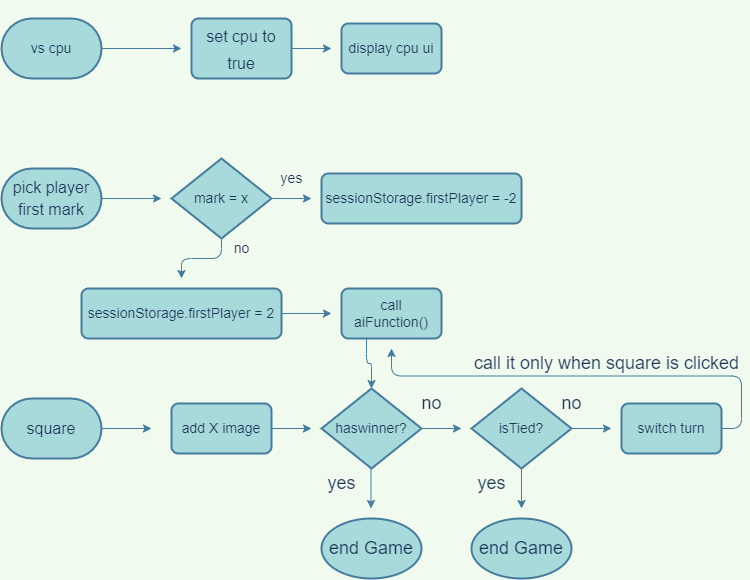 vs cpu
set cpu to
true
display cpu ui
pick player
first mark
mark = x
yes
sessionStorage.firstPlayer = -2
no
sessionStorage.firstPlayer = 2
call
aiFunction()
call it only when square is clicked
square
add X image
haswinner?
no
isTied?
no
switch turn
yes
yes
end Game
end Game